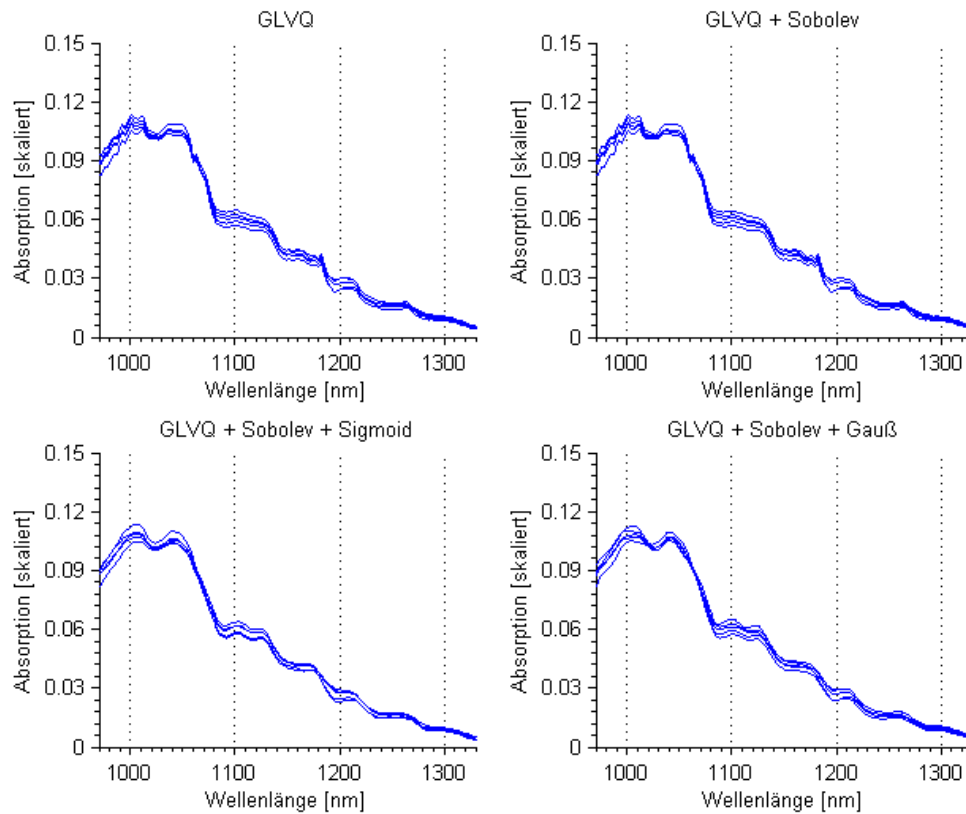 GLVQ
0.15
0.12
0.09
0.06
0.03
0
Absorption [skaliert]
1000 1100 1200 1300
Wellenlänge [nm]
GLVQ + Sobolev
0.15
0.12
0.09
0.06
0.03
0
Absorption [skaliert]
1000 1100 1200 1300
Wellenlänge [nm]
GLVQ + Sobolev + Sigmoid
0.15
0.12
0.09
0.06
0.03
0
Absorption [skaliert]
1000 1100 1200 1300
Wellenlänge [nm]
GLVQ + Sobolev + Gauß
0.15
0.12
0.09
0.06
0.03
0
Absorption [skaliert]
1000 1100 1200 1300
Wellenlänge [nm]